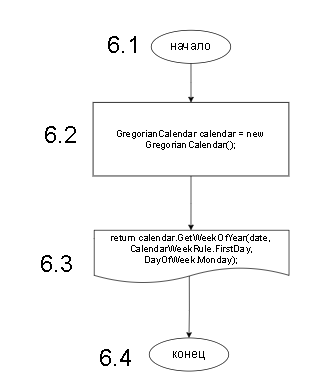 6.1
начало
6.2
GregorianCalendar calendar = new
GregorianCalendar();
return calendar.GetWeekOfYear(date,
CalendarWeekRule.FirstDay,
DayOfWeek.Monday);
6.3
6.4
конец